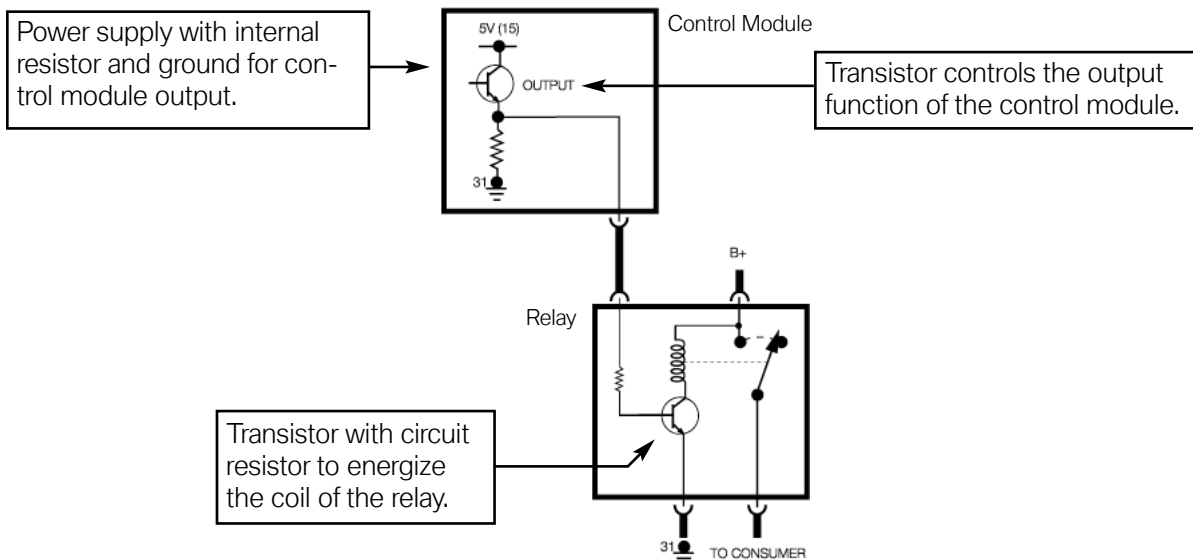 Power supply with internal
resistor and ground for con-
trol module output.
5V (15)
Control Module
OUTPUT
Transistor controls the output
function of the control module.
31
B+
Relay
Transistor with circuit
resistor to energize
the coil of the relay.
31
TO CONSUMER